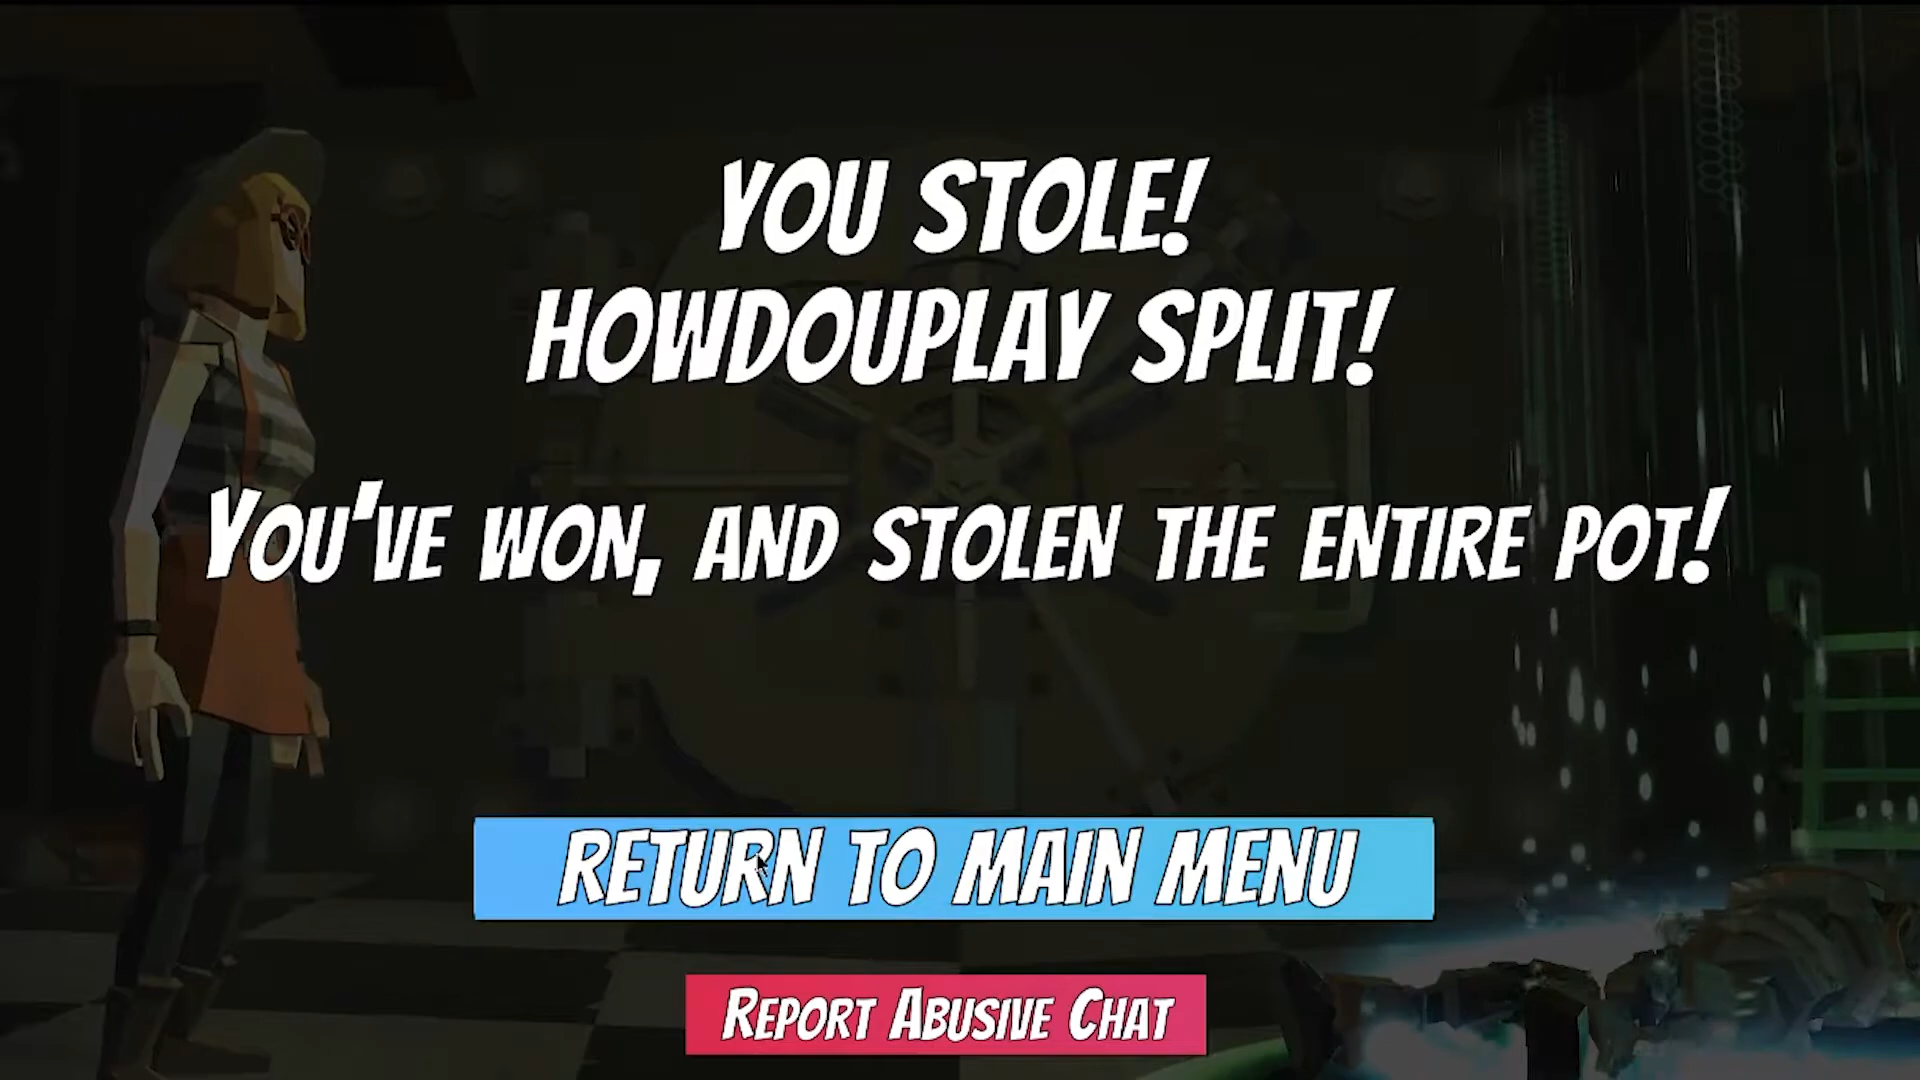 YOU STOLE!
HOWDOUPLAY SPLIT!
YOU'VE WON, AND STOLEN THE ENTIRE POT!
RETURN TO MAIN MENU
REPORT ABUSIVE CHAT